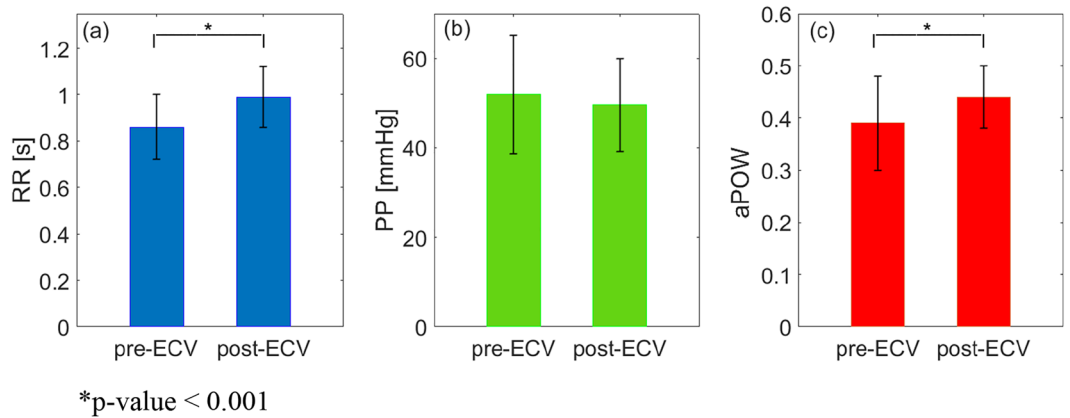 (a)
*
RR [s]
1.2
1
0.8
0.6
0.4
0.2
0
pre-ECV post-ECV
(b)
PP [mmHg]
60
40
20
0
pre-ECV post-ECV
(c)
*
aPOW
0.6
0.5
0.4
0.3
0.2
0.1
0
pre-ECV post-ECV
*p-value < 0.001